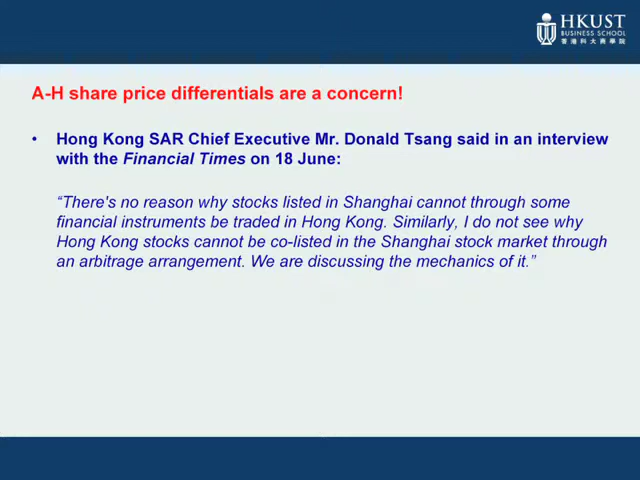 HKUST
BUSINESS SCHOOL
香港科大商學院
A-H share price differentials are a concern!
• Hong Kong SAR Chief Executive Mr. Donald Tsang said in an interview
with the Financial Times on 18 June:
“There's no reason why stocks listed in Shanghai cannot through some
financial instruments be traded in Hong Kong. Similarly, I do not see why
Hong Kong stocks cannot be co-listed in the Shanghai stock market through
an arbitrage arrangement. We are discussing the mechanics of it.”